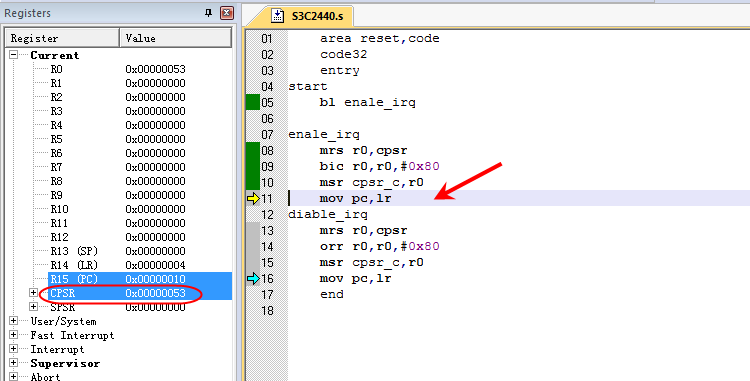 Registers
Register Value
Current
R0 0x00000053
R1 0x00000000
R2 0x00000000
R3 0x00000000
R4 0x00000000
R5 0x00000000
R6 0x00000000
R7 0x00000000
R8 0x00000000
R9 0x00000000
R10 0x00000000
R11 0x00000000
R12 0x00000000
R13 (SP) 0x00000000
R14 (LR) 0x00000004
R15 (PC) 0x00000010
CPSR 0x00000053
SPSR 0x00000000
User/System
Fast Interrupt
Interrupt
Supervisor
Abort
S3C2440.s
01 area reset,code
02 code32
03 entry
04 start
05 bl enale_irq
06
07 enale_irq
08 mrs r0,cpsr
09 bic r0,r0,#0x80
10 msr cpsr_c,r0
11 mov pc,lr
12 diable_irq
13 mrs r0,cpsr
14 orr r0,r0,#0x80
15 msr cpsr_c,r0
16 mov pc,lr
17 end
18